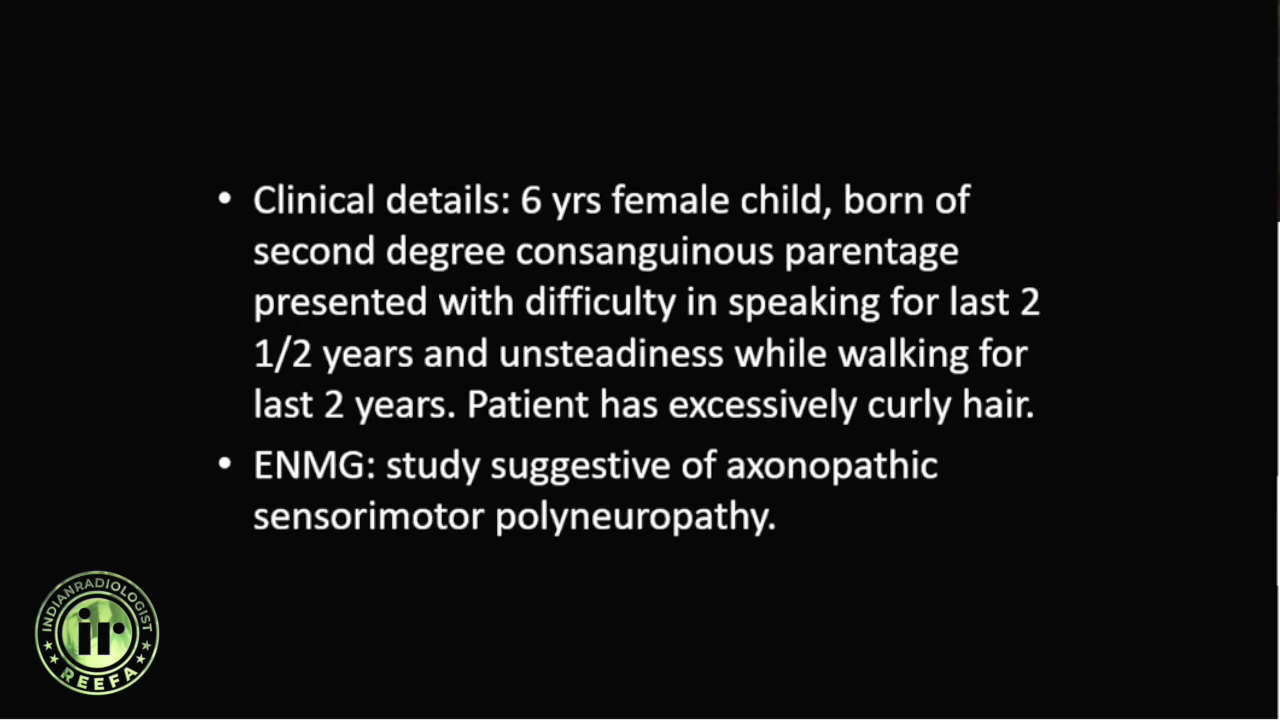 • Clinical details: 6 yrs female child, born of
second degree consanguinous parentage
presented with difficulty in speaking for last 2
1/2 years and unsteadiness while walking for
last 2 years. Patient has excessively curly hair.
• ENMG: study suggestive of axonopathic
sensorimotor polyneuropathy.
INDIANRADIOLOGIST
ir
REEFA